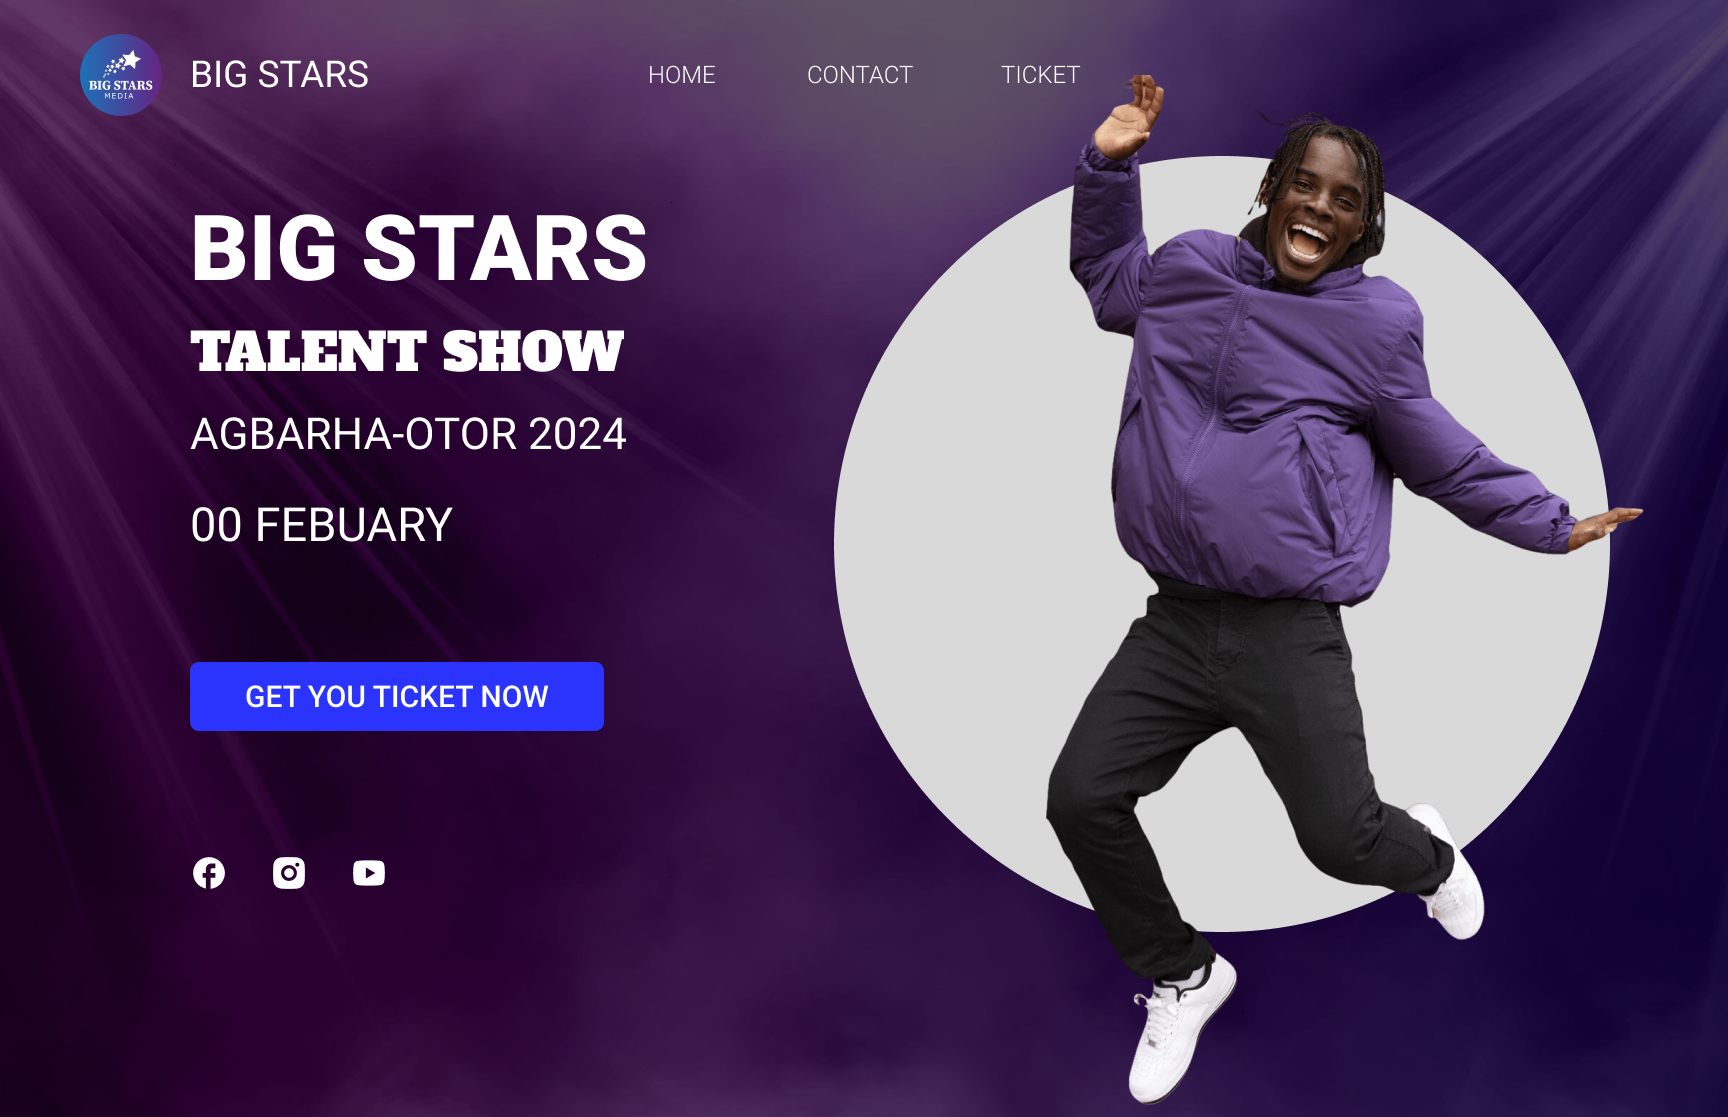 BIG STARS
MEDIA
BIG STARS
HOME
CONTACT
TICKET
BIG STARS
TALENT SHOW
AGBARHA-OTOR 2024
00 FEBUARY
GET YOU TICKET NOW